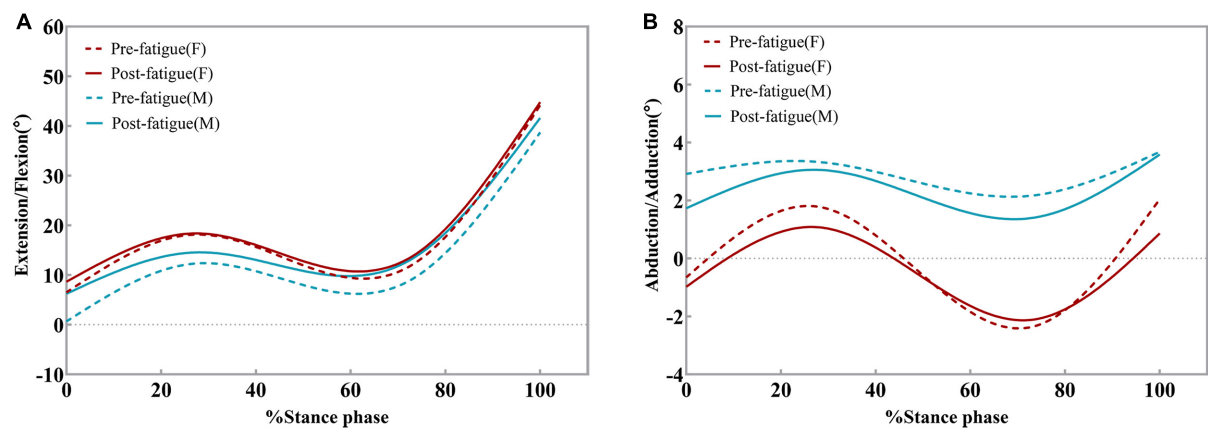 A
Extension/Flexion(°)
60
50
40
30
20
10
0
-10
Pre-fatigue(F)
Post-fatigue(F)
Pre-fatigue(M)
Post-fatigue(M)
0 20 40 60 80 100
%Stance phase
B
Abduction/Adduction(°)
8
6
4
2
0
-2
-4
Pre-fatigue(F)
Post-fatigue(F)
Pre-fatigue(M)
Post-fatigue(M)
0 20 40 60 80 100
%Stance phase